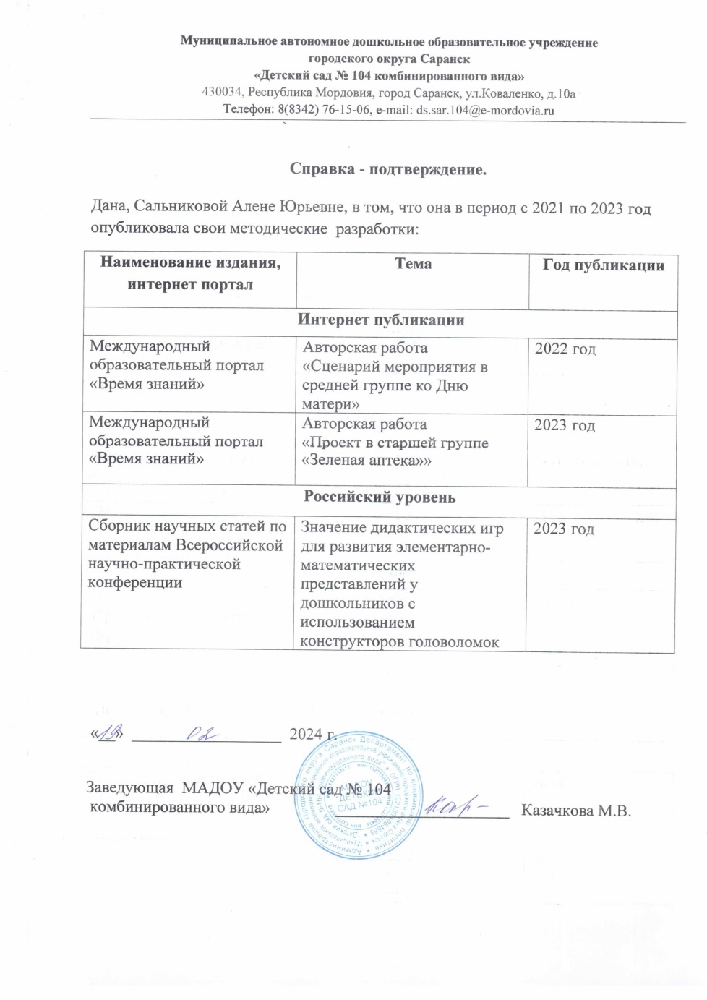 Муниципальное автономное дошкольное образовательное учреждение
городского округа Саранск
«Детский сад № 104 комбинированного вида»
430034, Республика Мордовия, город Саранск, ул.Коваленко, д.10а
Телефон: 8(8342) 76-15-06, e-mail: ds.sar.104@e-mordovia.ru
Справка - подтверждение.
Дана, Сальниковой Алене Юрьевне, в том, что она в период с 2021 по 2023 год
опубликовала свои методические разработки:
Наименование издания,
интернет портал
Тема
Год публикации
Интернет публикации
Международный
образовательный портал
«Время знаний»
Авторская работа
«Сценарий мероприятия в
средней группе ко Дню
матери»
2022 год
Международный
образовательный портал
«Время знаний»
Авторская работа
«Проект в старшей группе
«Зеленая аптека»»
2023 год
Российский уровень
Сборник научных статей по
материалам Всероссийской
научно-практической
конференции
Значение дидактических игр
для развития элементарно-
математических
представлений у
дошкольников с
использованием
конструкторов головоломок
2023 год
«19» 02 2024 г.
Заведующая МАДОУ «Детский сад № 104
комбинированного вида» Казачкова М.В.
МАДОУ
"ДЕТСКИЙ
САД №104"